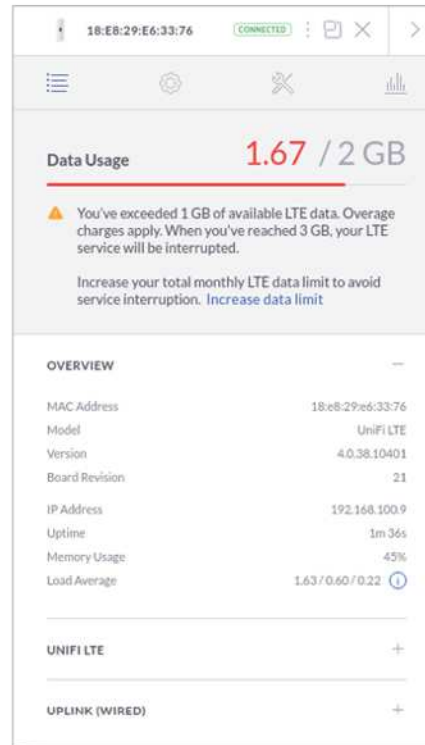 18:E8:29:E6:33:76 CONNECTED
Data Usage 1.67 / 2 GB
You've exceeded 1 GB of available LTE data. Overage
charges apply. When you've reached 3 GB, your LTE
service will be interrupted.
Increase your total monthly LTE data limit to avoid
service interruption. Increase data limit
OVERVIEW
MAC Address 18:e8:29:e6:33:76
Model UniFi LTE
Version 4.0.38.10401
Board Revision 21
IP Address 192.168.100.9
Uptime 1m 36s
Memory Usage 45%
Load Average 1.63 / 0.60 / 0.22
UNIFI LTE
UPLINK (WIRED)